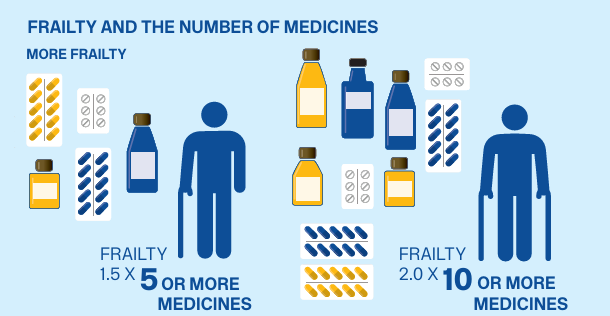 FRAILTY AND THE NUMBER OF MEDICINES
MORE FRAILTY
FRAILTY
1.5 X 5 OR MORE
MEDICINES
FRAILTY
2.0 X 10 OR MORE
MEDICINES